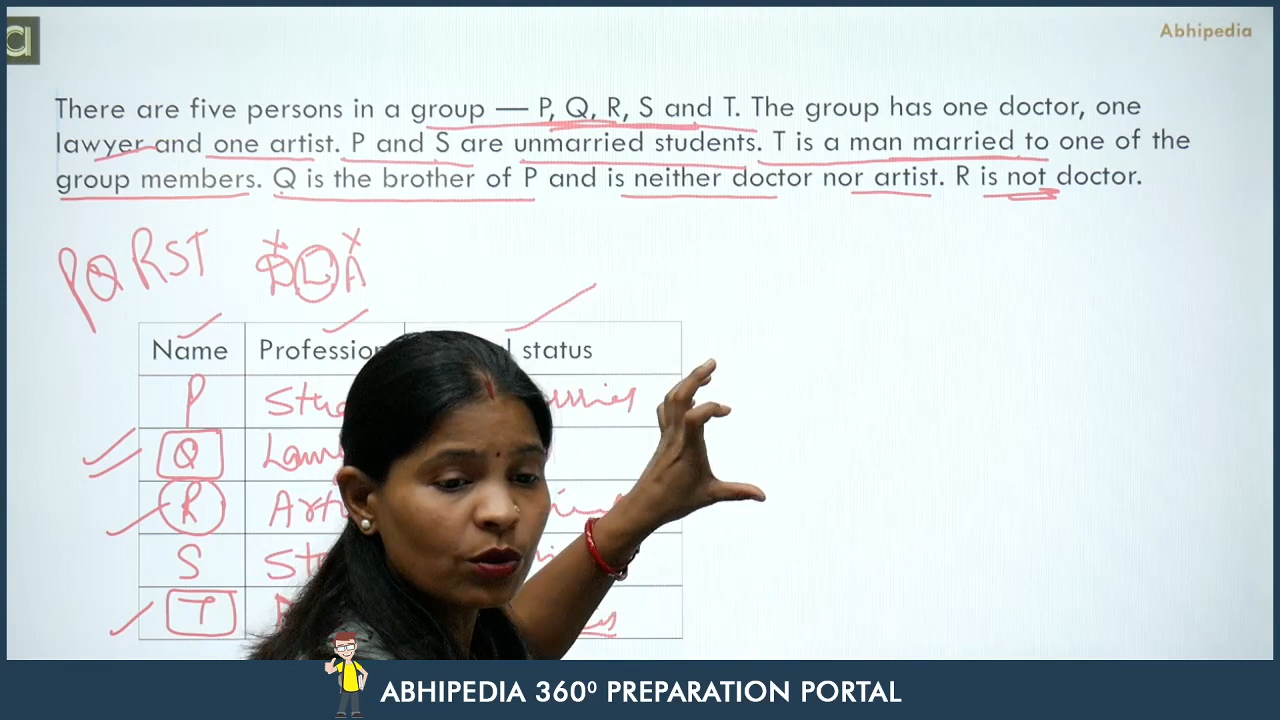 a
Abhipedia
There are five persons in a group — P, Q, R, S and T. The group has one doctor, one
lawyer and one artist. P and S are unmarried students. T is a man married to one of the
group members. Q is the brother of P and is neither doctor nor artist. R is not doctor.
P Q R S T D L A
Name Profession status
P
Q
R
S
T
ABHIPEDIA 360⁰ PREPARATION PORTAL